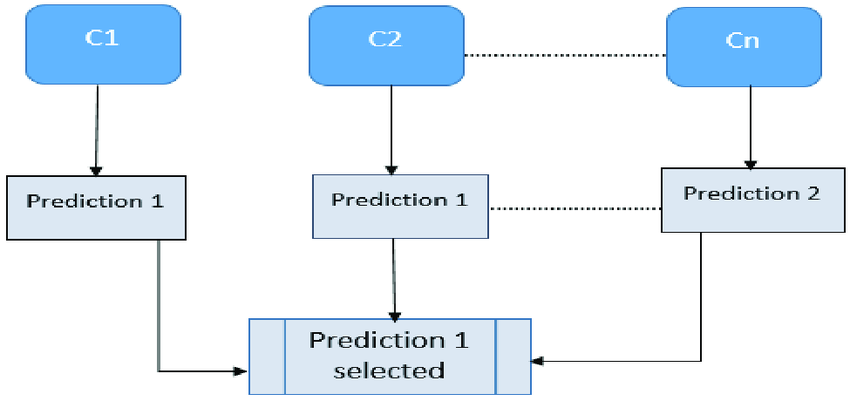 C1
C2
Cn
Prediction 1
Prediction 1
Prediction 2
Prediction 1
selected